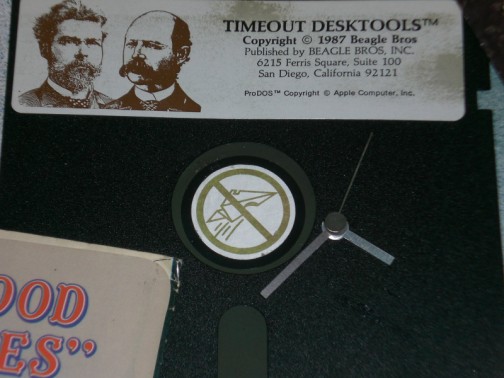 TIMEOUT DESKTOOLS™
Copyright © 1987 Beagle Bros
Published by BEAGLE BROS, INC.
6215 Ferris Square, Suite 100
San Diego, California 92121
ProDOS™ Copyright © Apple Computer, Inc.
OOD
ES”